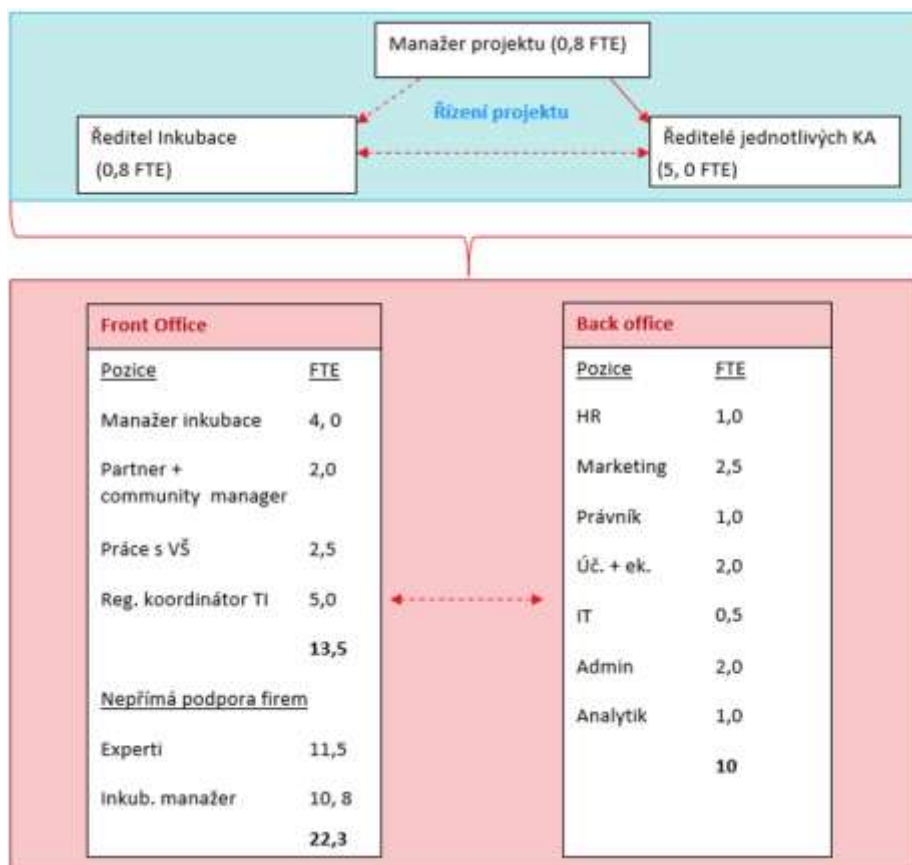 Manažer projektu (0,8 FTE)
Řízení projektu
Ředitel Inkubace
(0,8 FTE)
Ředitelé jednotlivých KA
(5, 0 FTE)
Front Office
Pozice FTE
Manažer inkubace 4, 0
Partner + 2,0
community manager
Práce s VŠ 2,5
Reg. koordinátor TI 5,0
13,5
Nepřímá podpora firem
Experti 11,5
Inkub. manažer 10, 8
22,3
Back office
Pozice FTE
HR 1,0
Marketing 2,5
Právník 1,0
Úč. + ek. 2,0
IT 0,5
Admin 2,0
Analytik 1,0
10